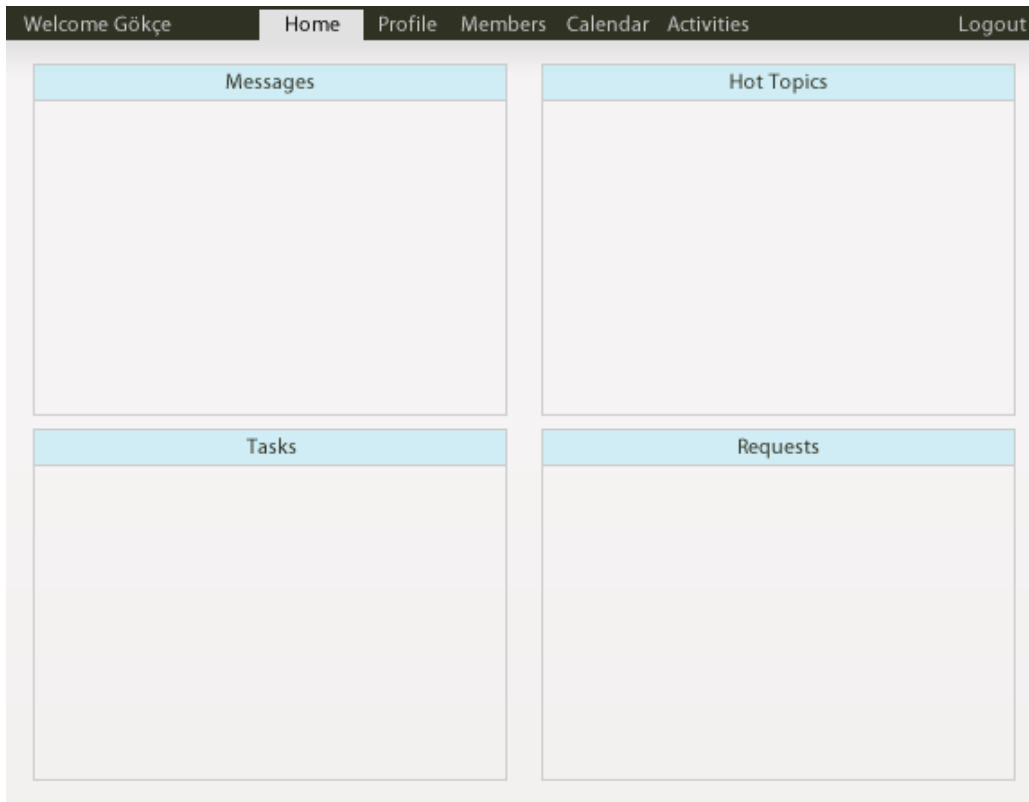 Welcome Gökçe Home Profile Members Calendar Activities Logout
Messages
Hot Topics
Tasks
Requests